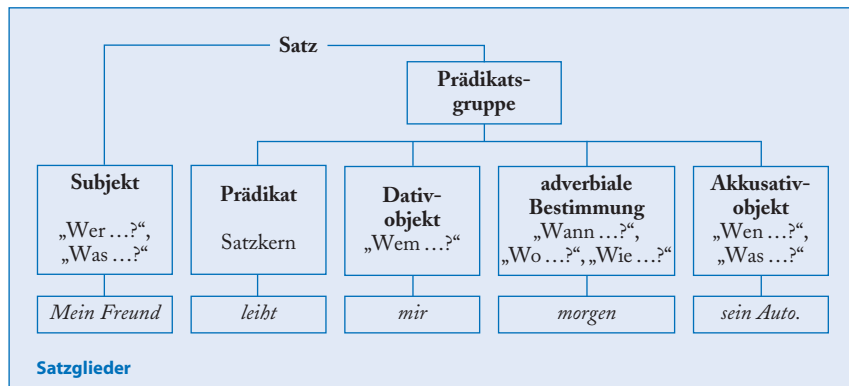 Satz
Prädikats-
gruppe
Subjekt
„Wer …?“,
„Was …?“
Prädikat
Satzkern
Dativ-
objekt
„Wem …?“
adverbiale
Bestimmung
„Wann …?“,
„Wo …?“, „Wie …?“
Akkusativ-
objekt
„Wen …?“,
„Was …?“
Mein Freund
leiht
mir
morgen
sein Auto.
Satzglieder